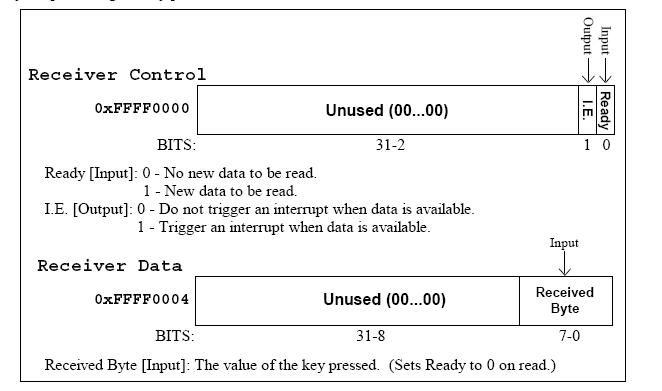 Output
Input
Receiver Control
0xFFFF0000
Unused (00...00)
I.E.
Ready
BITS:
31-2
1 0
Ready [Input]: 0 - No new data to be read.
1 - New data to be read.
I.E. [Output]: 0 - Do not trigger an interrupt when data is available.
1 - Trigger an interrupt when data is available.
Input
Receiver Data
0xFFFF0004
Unused (00...00)
Received
Byte
BITS:
31-8
7-0
Received Byte [Input]: The value of the key pressed. (Sets Ready to 0 on read.)